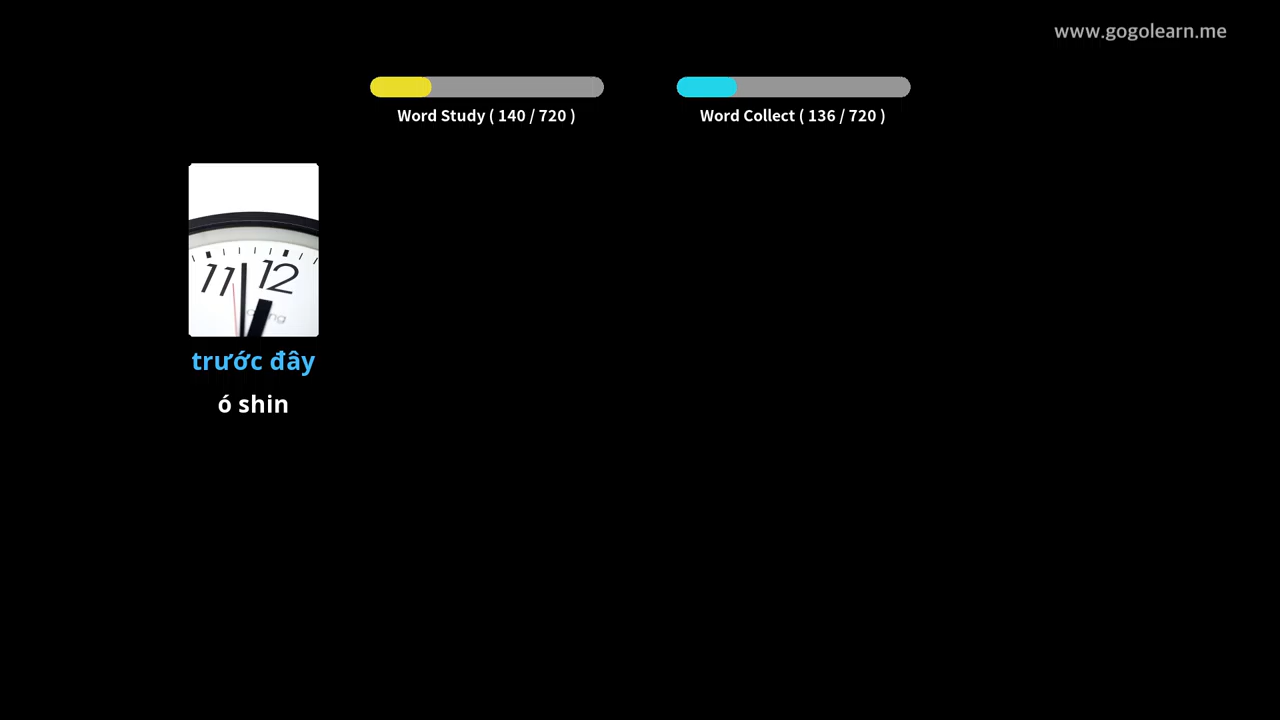 www.gogolearn.me
Word Study ( 140 / 720 )
Word Collect ( 136 / 720 )
11 12
trước đây
ó shin